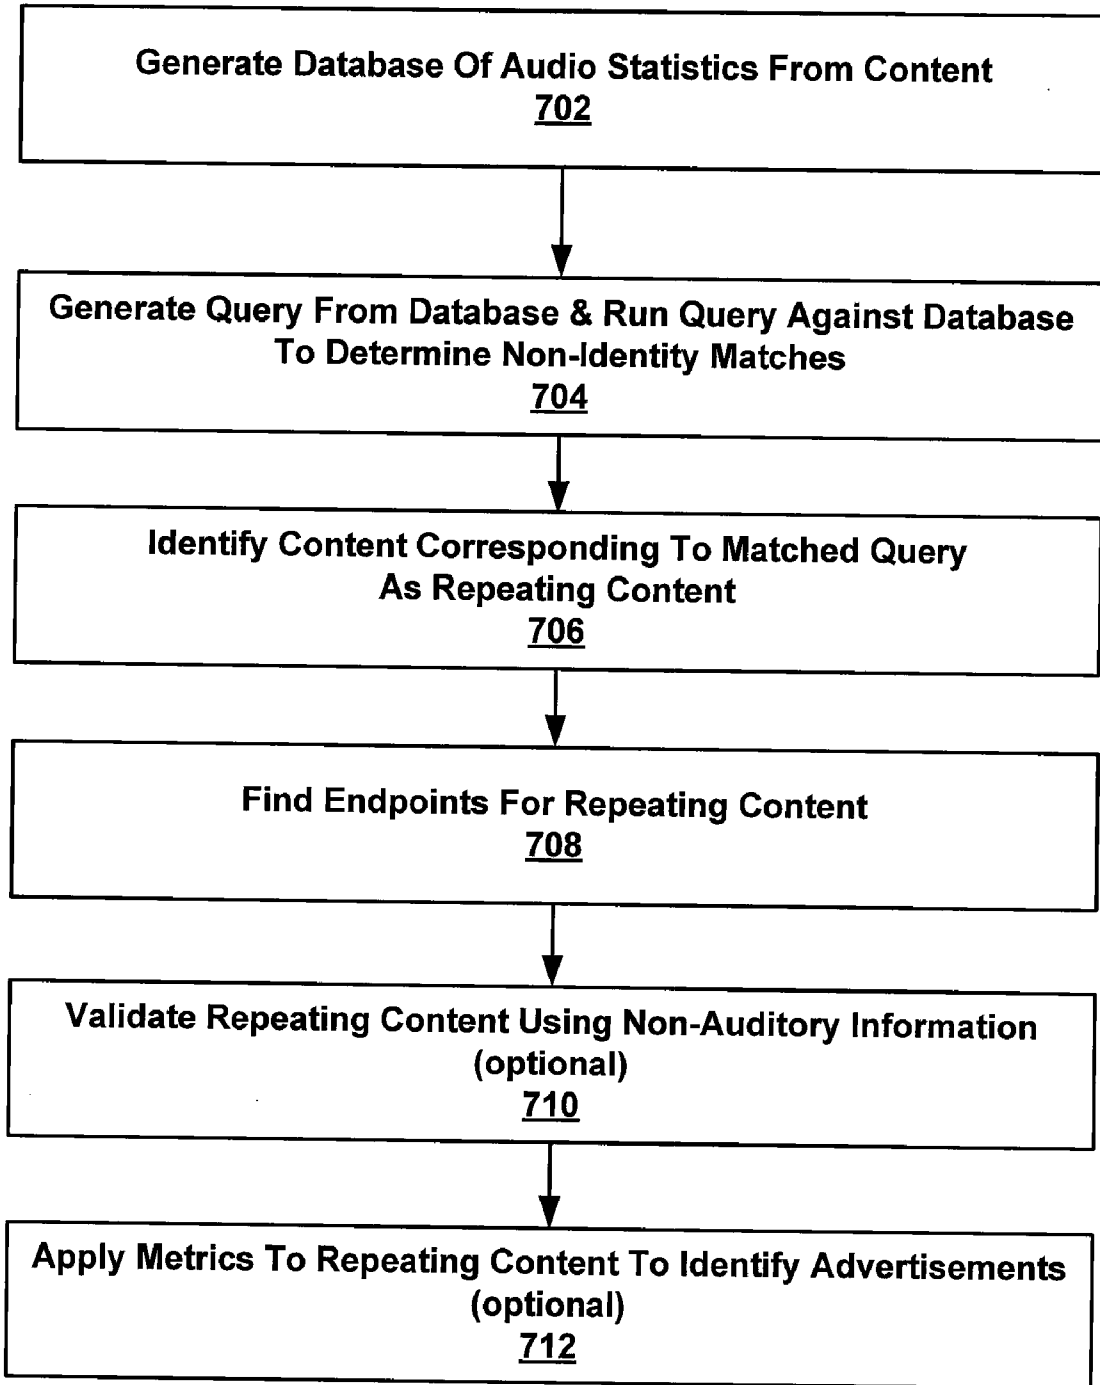 Generate Database Of Audio Statistics From Content
702
Generate Query From Database & Run Query Against Database
To Determine Non-Identity Matches
704
Identify Content Corresponding To Matched Query
As Repeating Content
706
Find Endpoints For Repeating Content
708
Validate Repeating Content Using Non-Auditory Information
(optional)
710
Apply Metrics To Repeating Content To Identify Advertisements
(optional)
712